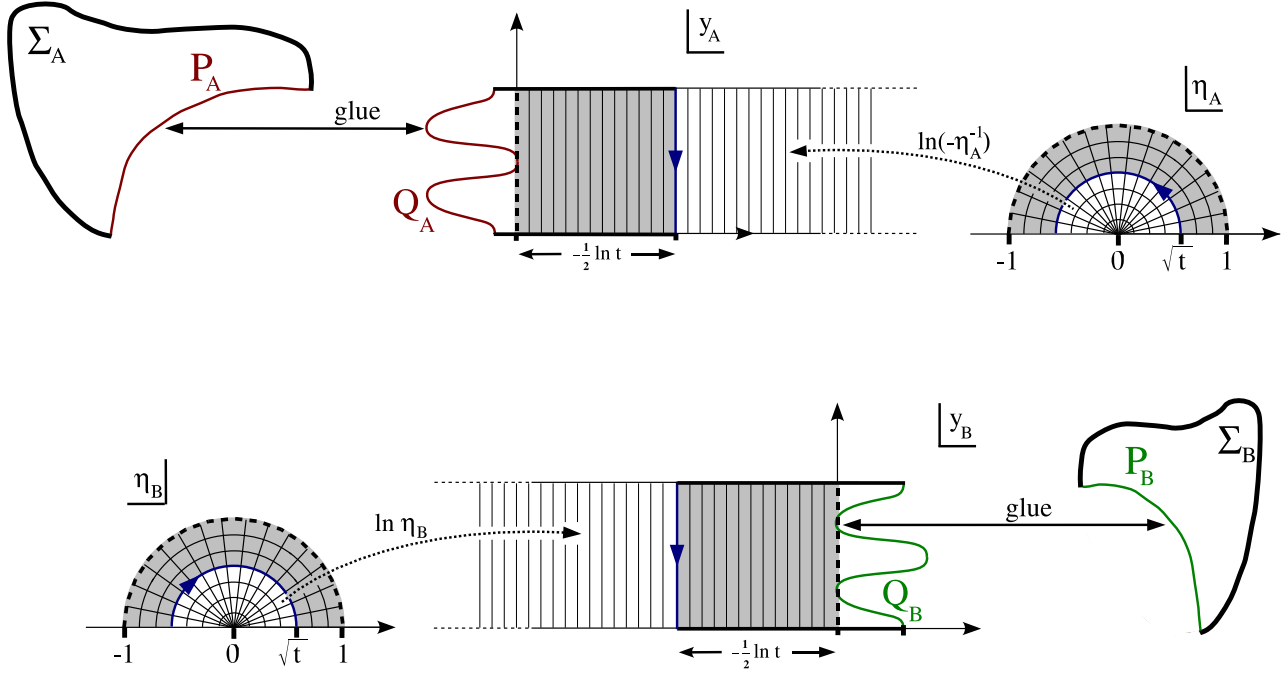 Σ_A
P_A
glue
Q_A
y_A
-½ ln t
ln(-η_A^{-1})
η_A
-1 0 √t 1
η_B
-1 0 √t 1
ln η_B
y_B
-½ ln t
Q_B
glue
P_B
Σ_B